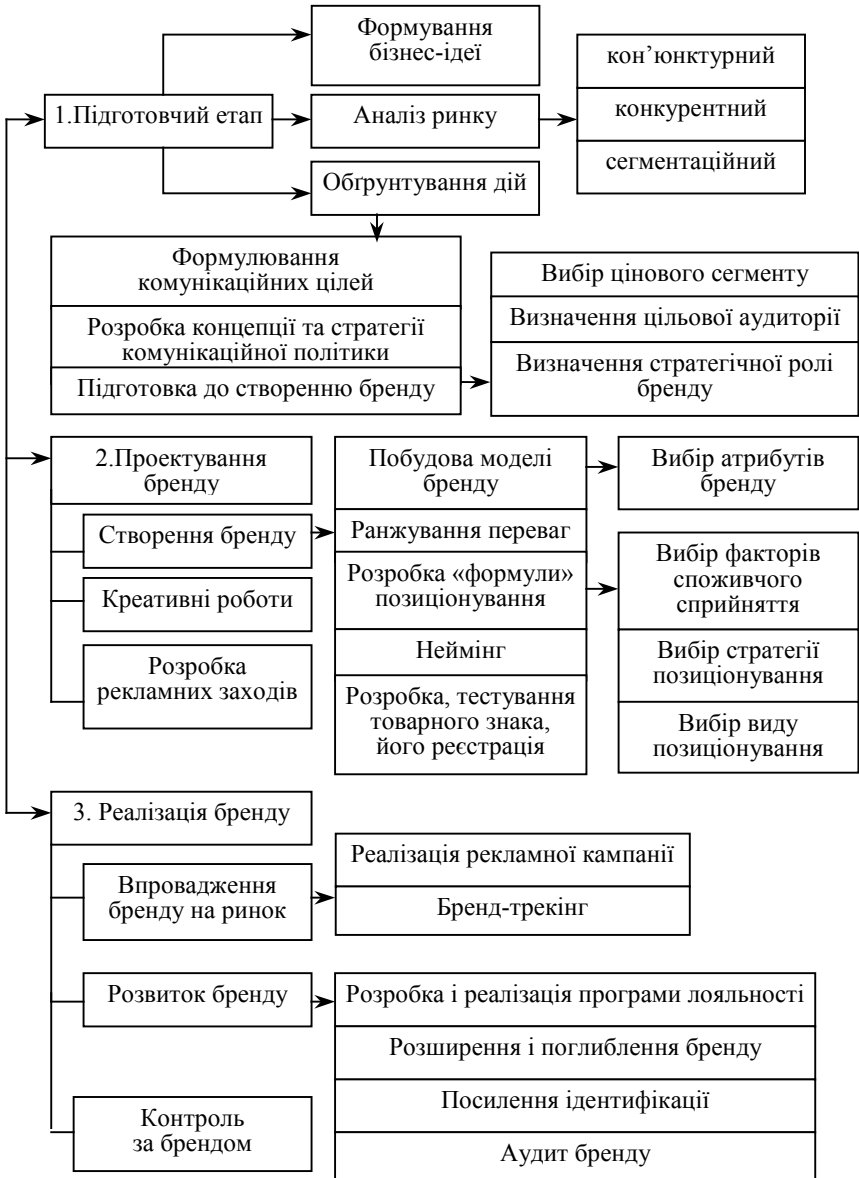 Формування
бізнес-ідеї
1.Підготовчий етап
Аналіз ринку
Обґрунтування дій
кон’юнктурний
конкурентний
сегментаційний
Формулювання
комунікаційних цілей
Розробка концепції та стратегії
комунікаційної політики
Підготовка до створенню бренду
Вибір цінового сегменту
Визначення цільової аудиторії
Визначення стратегічної ролі
бренду
2.Проектування
бренду
Створення бренду
Креативні роботи
Розробка
рекламних заходів
Побудова моделі
бренду
Ранжування переваг
Розробка «формули»
позиціонування
Неймінг
Розробка, тестування
товарного знака,
його реєстрація
Вибір атрибутів
бренду
Вибір факторів
споживчого
сприйняття
Вибір стратегії
позиціонування
Вибір виду
позиціонування
3. Реалізація бренду
Впровадження
бренду на ринок
Реалізація рекламної кампанії
Бренд-трекінг
Розвиток бренду
Розробка і реалізація програми лояльності
Розширення і поглиблення бренду
Посилення ідентифікації
Аудит бренду
Контроль
за брендом